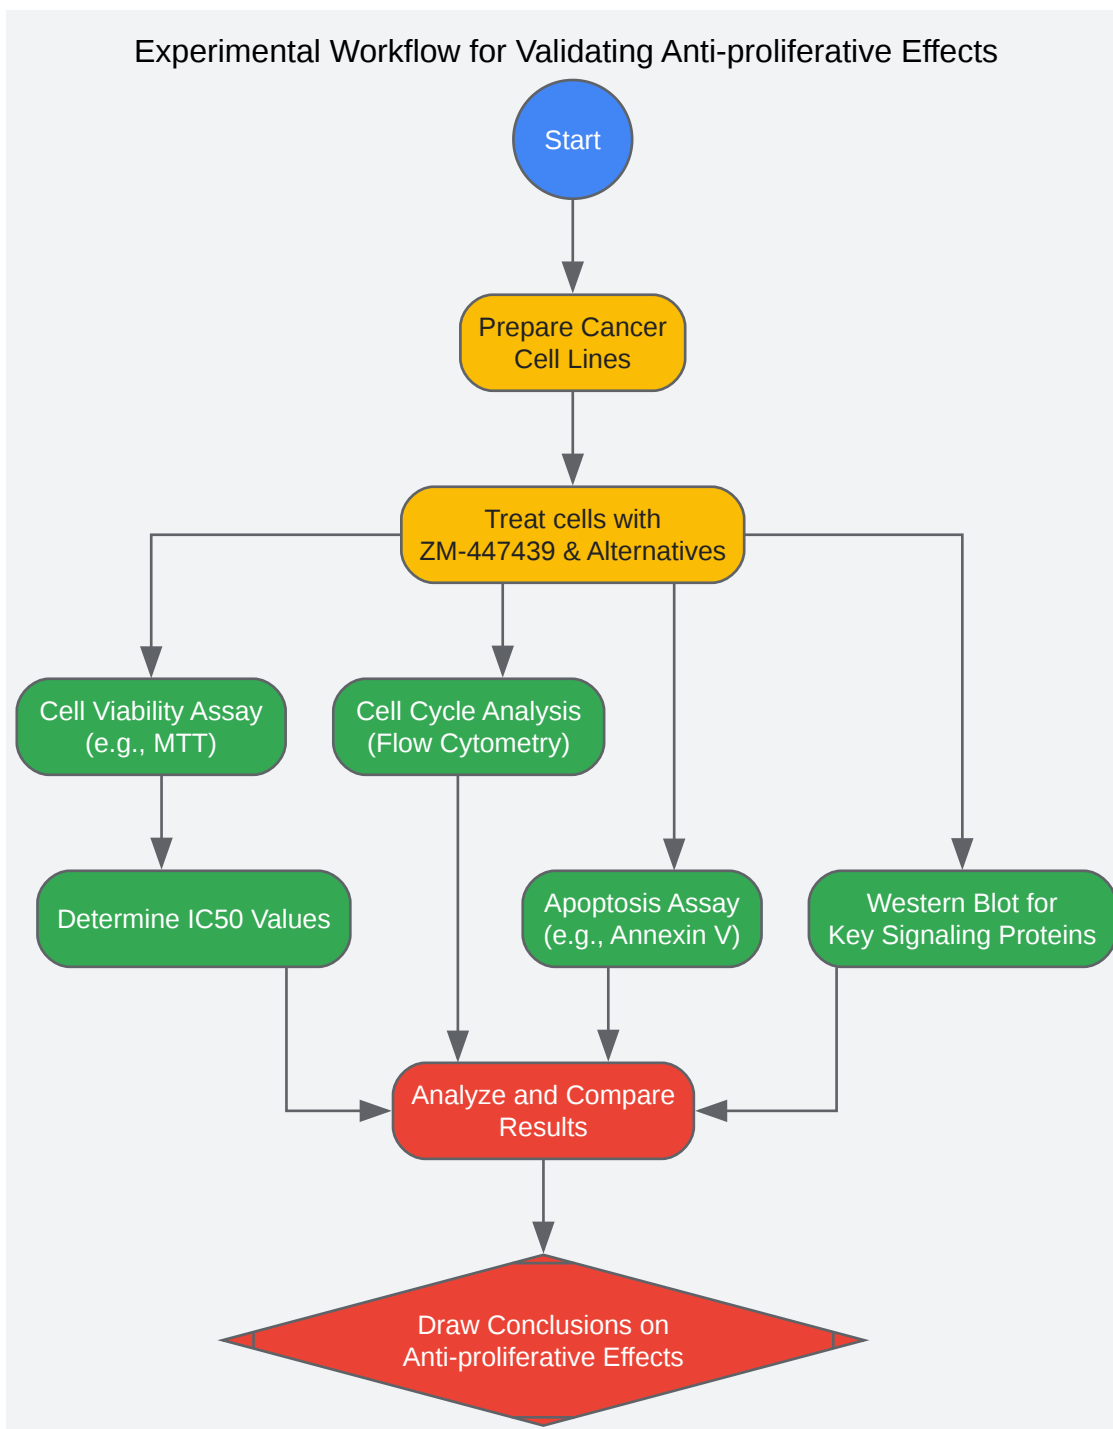 Experimental Workflow for Validating Anti-proliferative Effects
Start
Prepare Cancer
Cell Lines
Treat cells with
ZM-447439 & Alternatives
Cell Viability Assay
(e.g., MTT)
Cell Cycle Analysis
(Flow Cytometry)
Determine IC50 Values
Apoptosis Assay
(e.g., Annexin V)
Western Blot for
Key Signaling Proteins
Analyze and Compare
Results
Draw Conclusions on
Anti-proliferative Effects